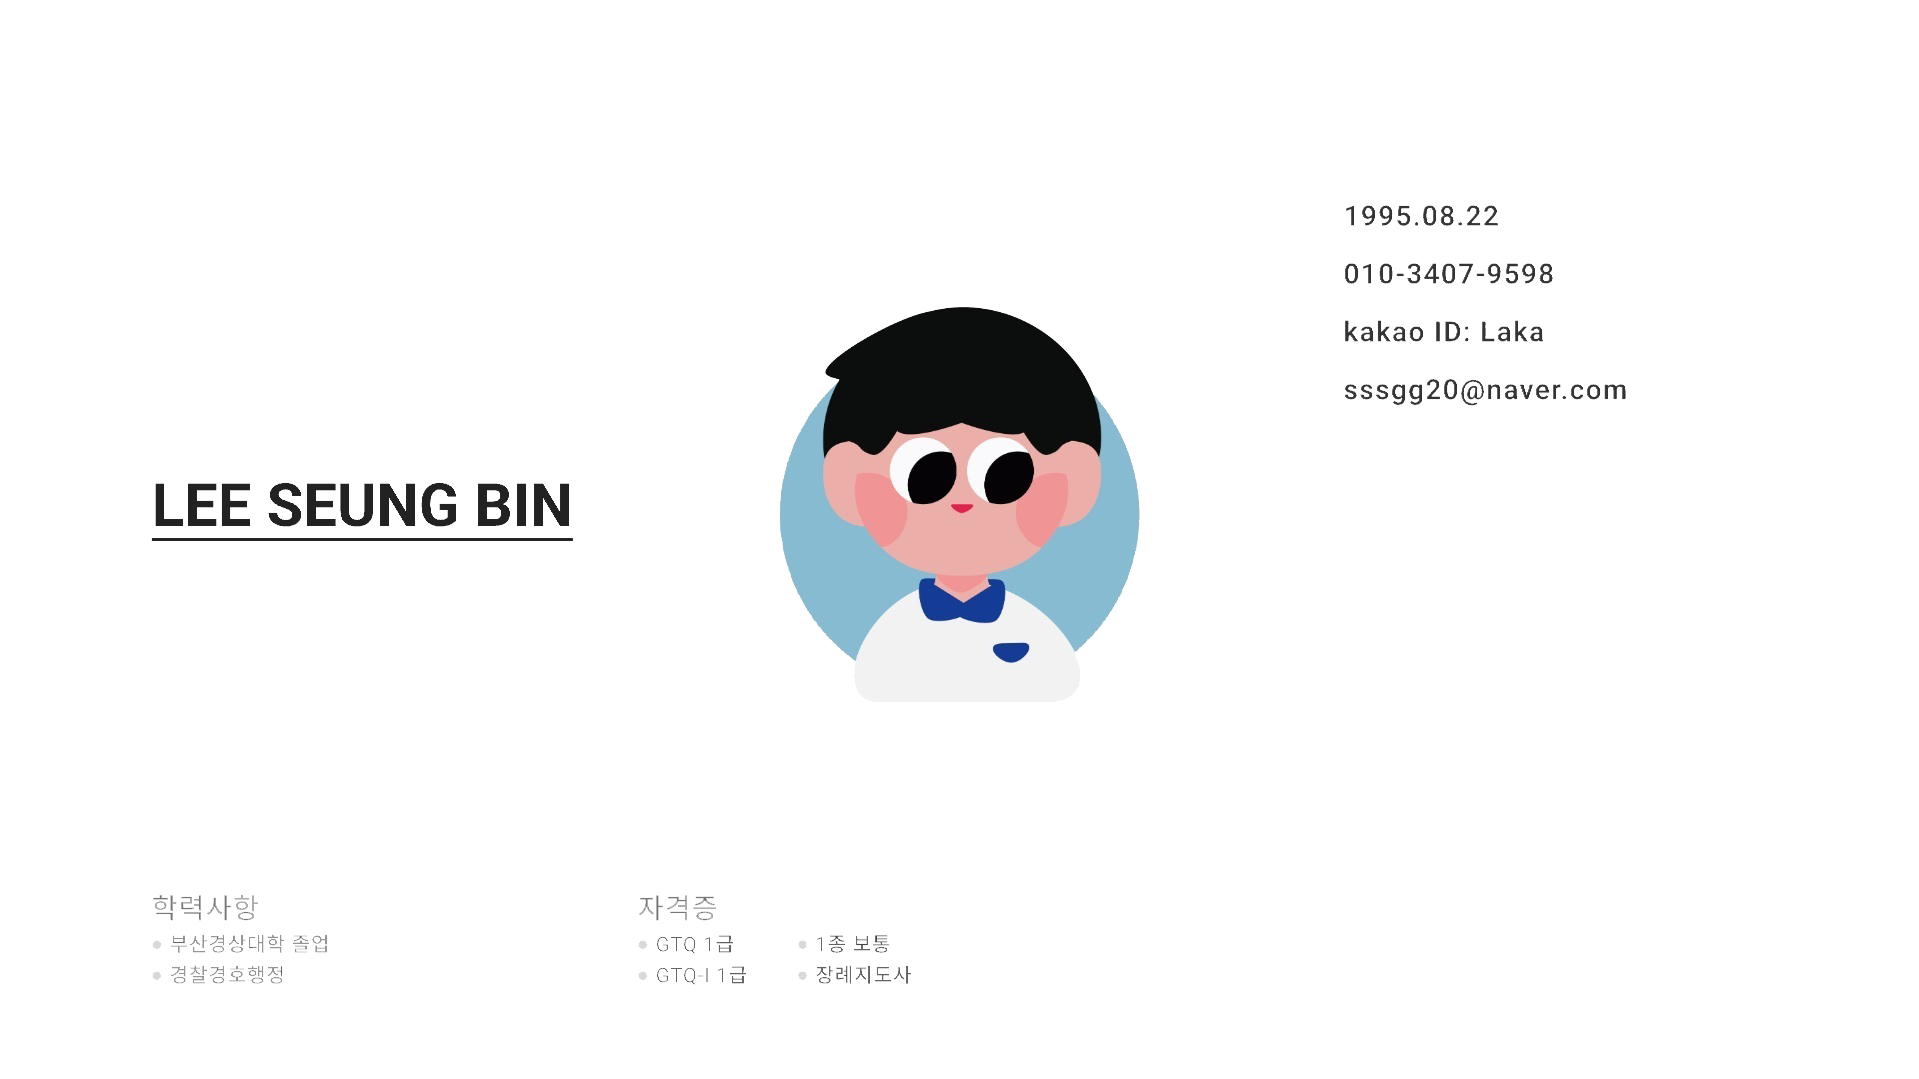 1995.08.22
010-3407-9598
kakao ID: Laka
sssgg20@naver.com
LEE SEUNG BIN
학력사항
부산경상대학 졸업
경찰경호행정
자격증
GTQ 1급
GTQ-I 1급
1종 보통
장례지도사